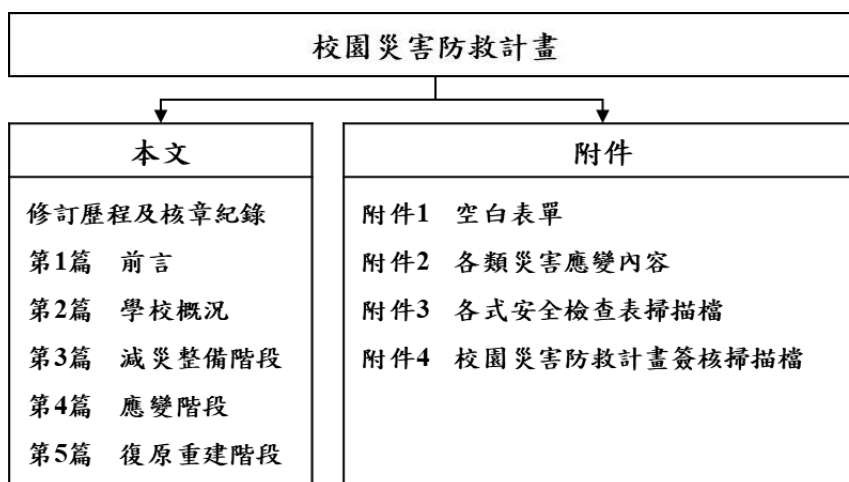 校園災害防救計畫
本文
修訂歷程及核章紀錄
第1篇 前言
第2篇 學校概況
第3篇 減災整備階段
第4篇 應變階段
第5篇 復原重建階段
附件
附件1 空白表單
附件2 各類災害應變內容
附件3 各式安全檢查表掃描檔
附件4 校園災害防救計畫簽核掃描檔